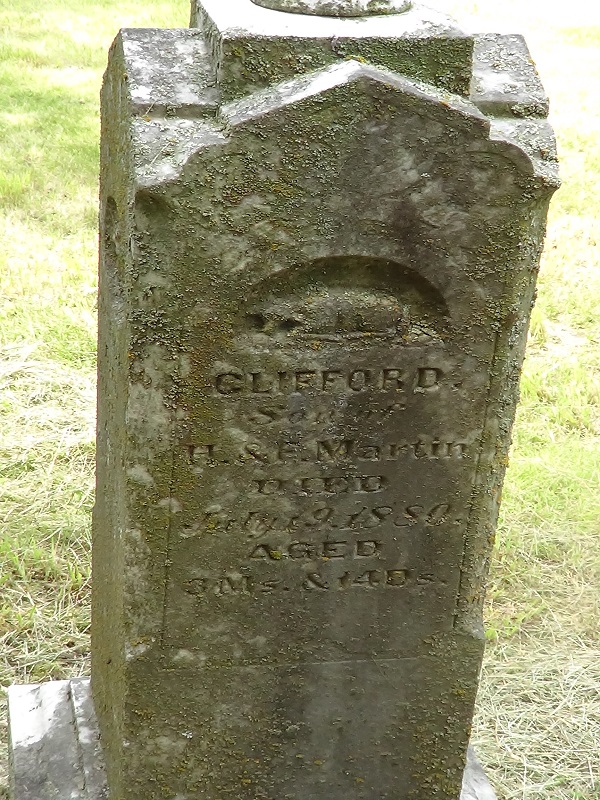 CLIFFORD.
Son of
H. & F. Martin
DIED
July 19. 1880.
AGED
3 Ms. & 14 Ds.